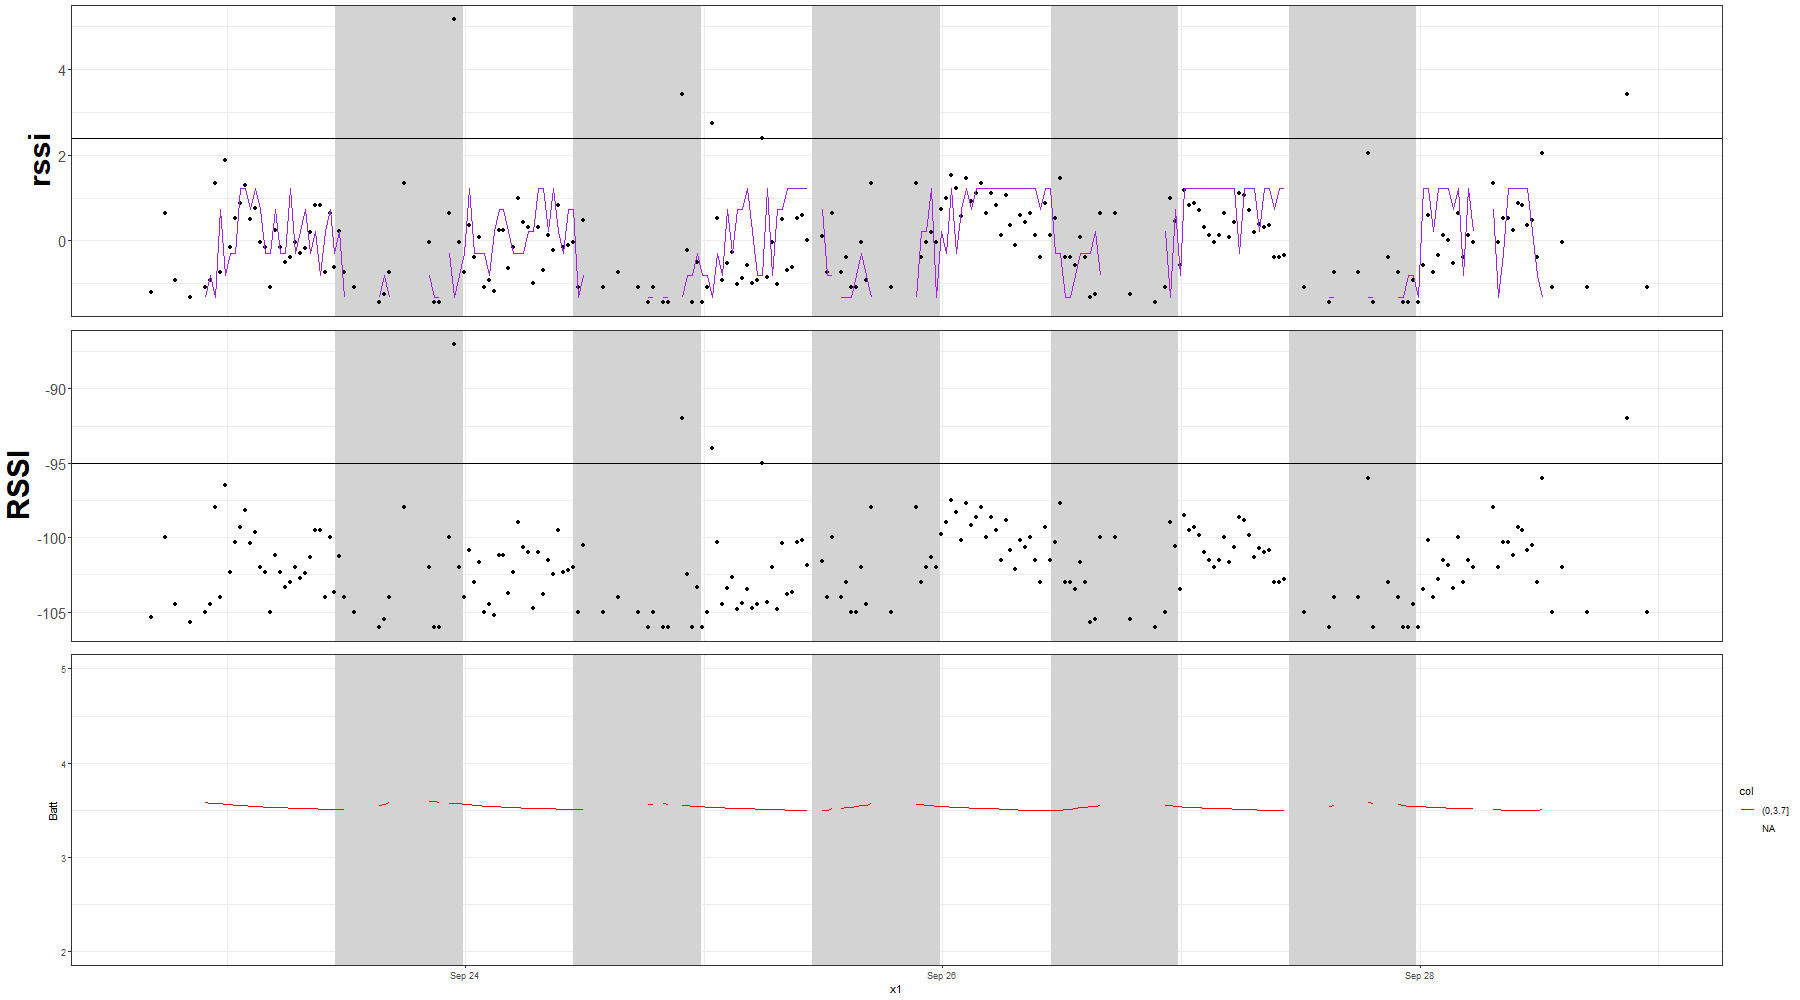 rssi
4
2
0
RSSI
-90
-95
-100
-105
Batt
5
4
3
2
Sep 24
Sep 26
Sep 28
x1
col
(0,3.7]
NA